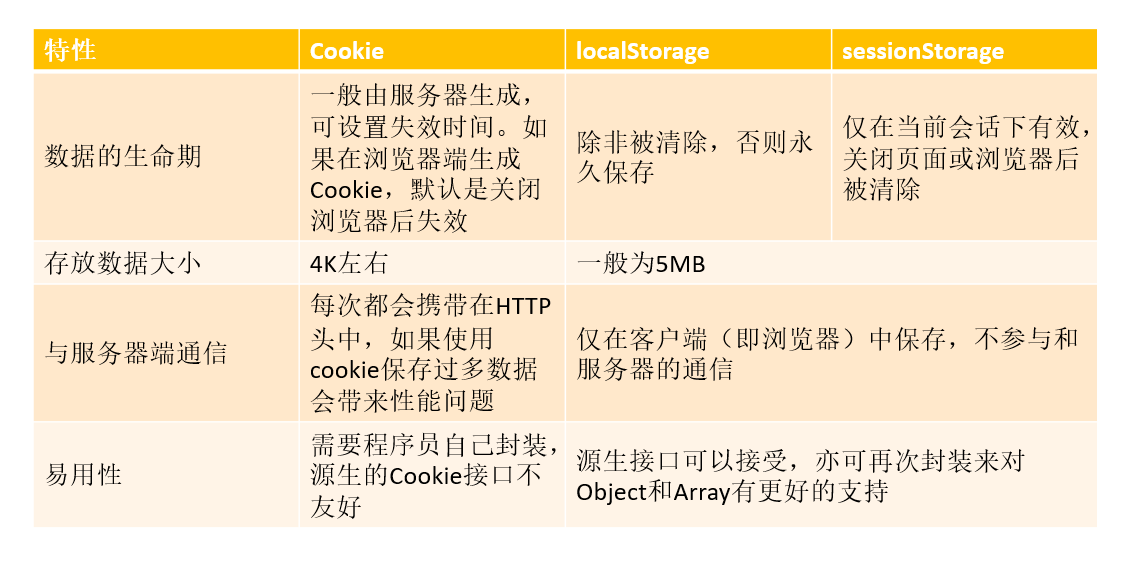 特性
Cookie
localStorage
sessionStorage
数据的生命期
一般由服务器生成，
可设置失效时间。如
果在浏览器端生成
Cookie，默认是关闭
浏览器后失效
除非被清除，否则永
久保存
仅在当前会话下有效，
关闭页面或浏览器后
被清除
存放数据大小
4K左右
一般为5MB
与服务器端通信
每次都会携带在HTTP
头中，如果使用
cookie保存过多数据
会带来性能问题
仅在客户端（即浏览器）中保存，不参与和
服务器的通信
易用性
需要程序员自己封装，
源生的Cookie接口不
友好
源生接口可以接受，亦可再次封装来对
Object和Array有更好的支持